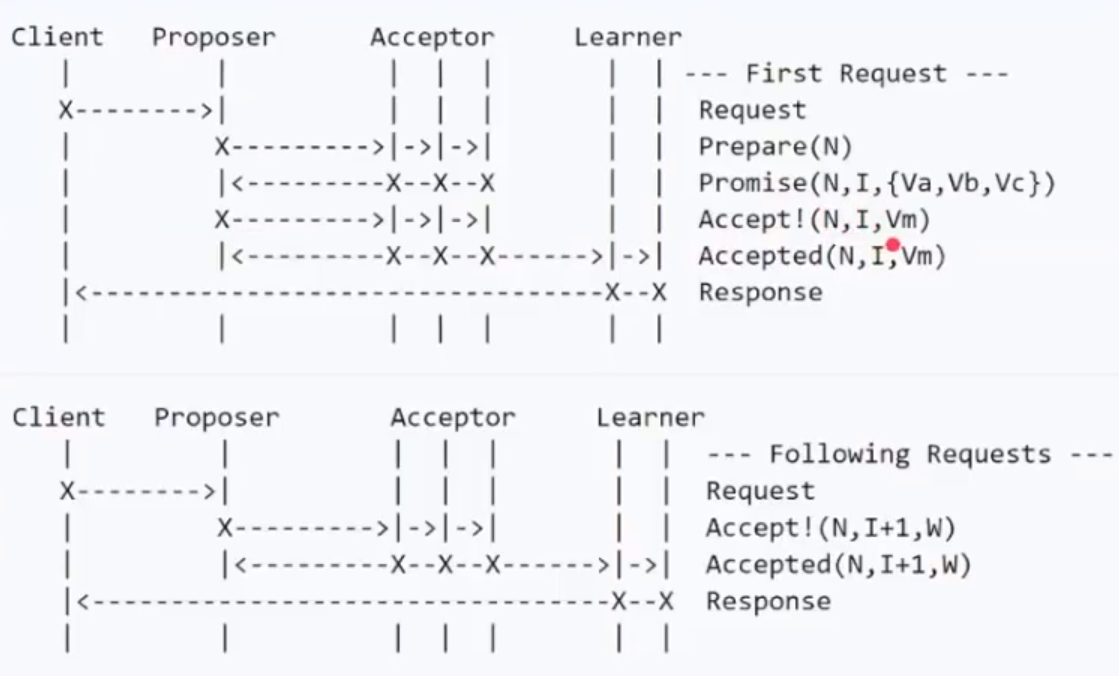 Client   Proposer      Acceptor     Learner
   |         |          |  |  |       |  | --- First Request ---
   X-------->|          |  |  |       |  |  Request
   |         X--------->|->|->|       |  |  Prepare(N)
   |         |<---------X--X--X       |  |  Promise(N,I,{Va,Vb,Vc})
   |         X--------->|->|->|       |  |  Accept!(N,I,Vm)
   |         |<---------X--X--X------>|->|  Accepted(N,I,Vm)
   |<---------------------------------X--X  Response
   |         |          |  |  |       |  |
Client   Proposer       Acceptor     Learner
   |         |          |  |  |       |  |  --- Following Requests ---
   X-------->|          |  |  |       |  |  Request
   |         X--------->|->|->|       |  |  Accept!(N,I+1,W)
   |         |<---------X--X--X------>|->|  Accepted(N,I+1,W)
   |<---------------------------------X--X  Response
   |         |          |  |  |       |  |